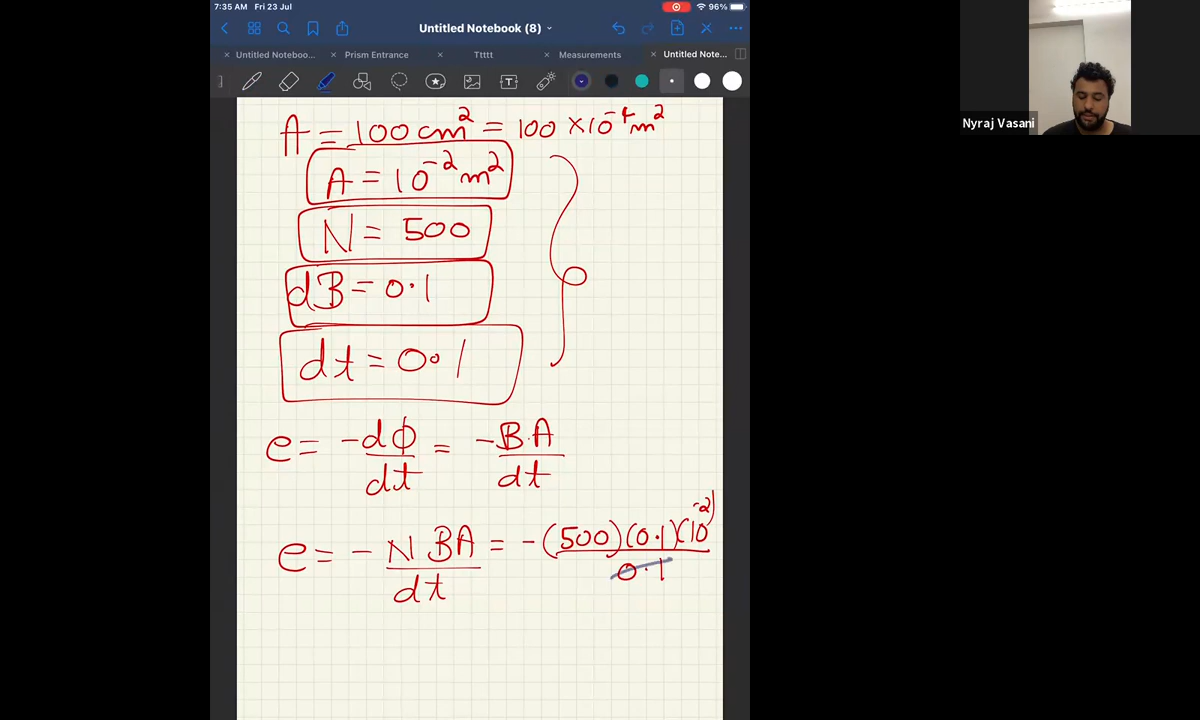 7:35 AM Fri 23 Jul 96%
Untitled Notebook (8)
Untitled Noteboo... Prism Entrance Ttttt Measurements Untitled Note...
Nyraj Vasani
A = 100 cm² = 100 × 10⁻⁴ m²
A = 10⁻² m²
N = 500
dB = 0.1
dt = 0.1
e = -dϕ/dt = -B.A/dt
e = - N BA/dt = -(500)(0.1)(10⁻²)/0.1